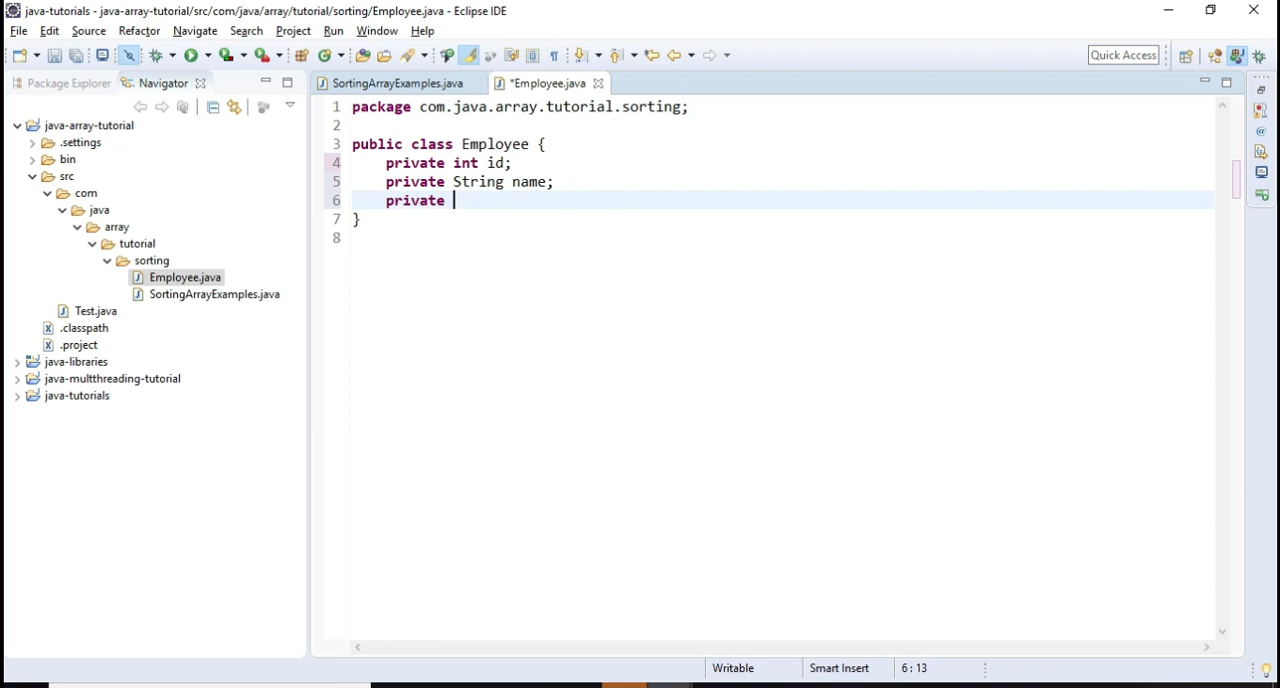 java-tutorials - java-array-tutorial/src/com/java/array/tutorial/sorting/Employee.java - Eclipse IDE
File Edit Source Refactor Navigate Search Project Run Window Help
Quick Access
Package Explorer Navigator
SortingArrayExamples.java *Employee.java
java-array-tutorial
.settings
bin
src
com
java
array
tutorial
sorting
Employee.java
SortingArrayExamples.java
Test.java
.classpath
.project
java-libraries
java-multthreading-tutorial
java-tutorials
1 package com.java.array.tutorial.sorting;
2
3 public class Employee {
4 private int id;
5 private String name;
6 private
7 }
8
Writable Smart Insert 6 : 13